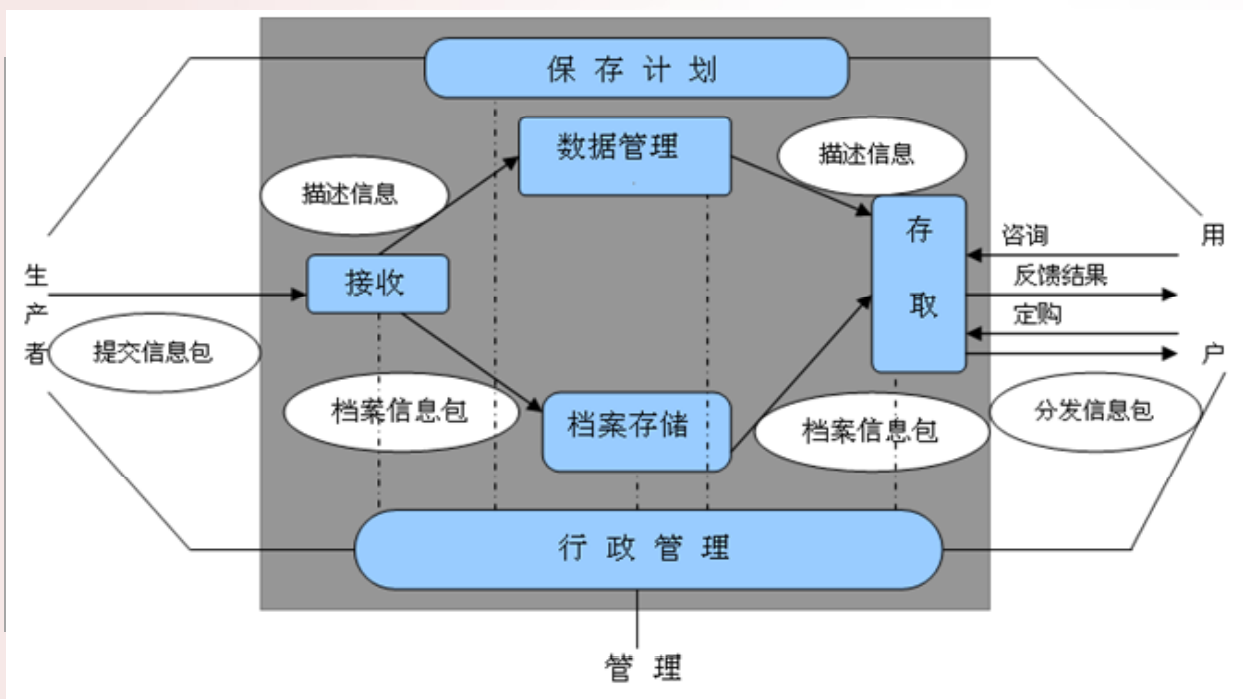 保存计划
数据管理
描述信息
描述信息
存取
咨询
用户
生产者
接收
反馈结果
定购
提交信息包
档案信息包
档案存储
档案信息包
分发信息包
行政管理
管理